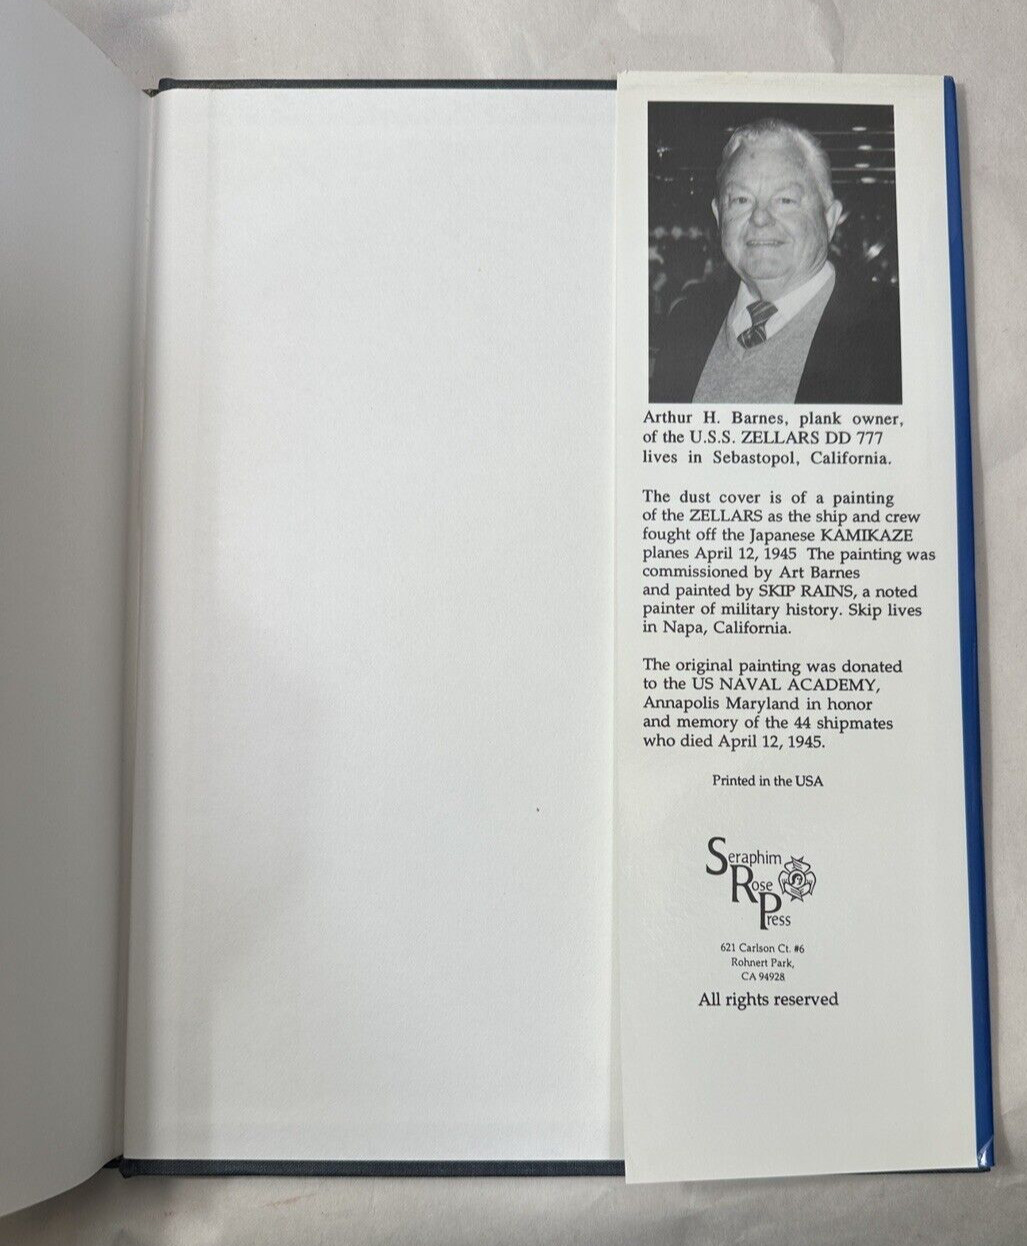 Arthur H. Barnes, plank owner,
of the U.S.S. ZELLARS DD 777
lives in Sebastopol, California.
The dust cover is of a painting
of the ZELLARS as the ship and crew
fought off the Japanese KAMIKAZE
planes April 12, 1945 The painting was
commissioned by Art Barnes
and painted by SKIP RAINS, a noted
painter of military history. Skip lives
in Napa, California.
The original painting was donated
to the US NAVAL ACADEMY,
Annapolis Maryland in honor
and memory of the 44 shipmates
who died April 12, 1945.
Printed in the USA
Seraphim
Rose
Press
621 Carlson Ct. #6
Rohnert Park,
CA 94928
All rights reserved